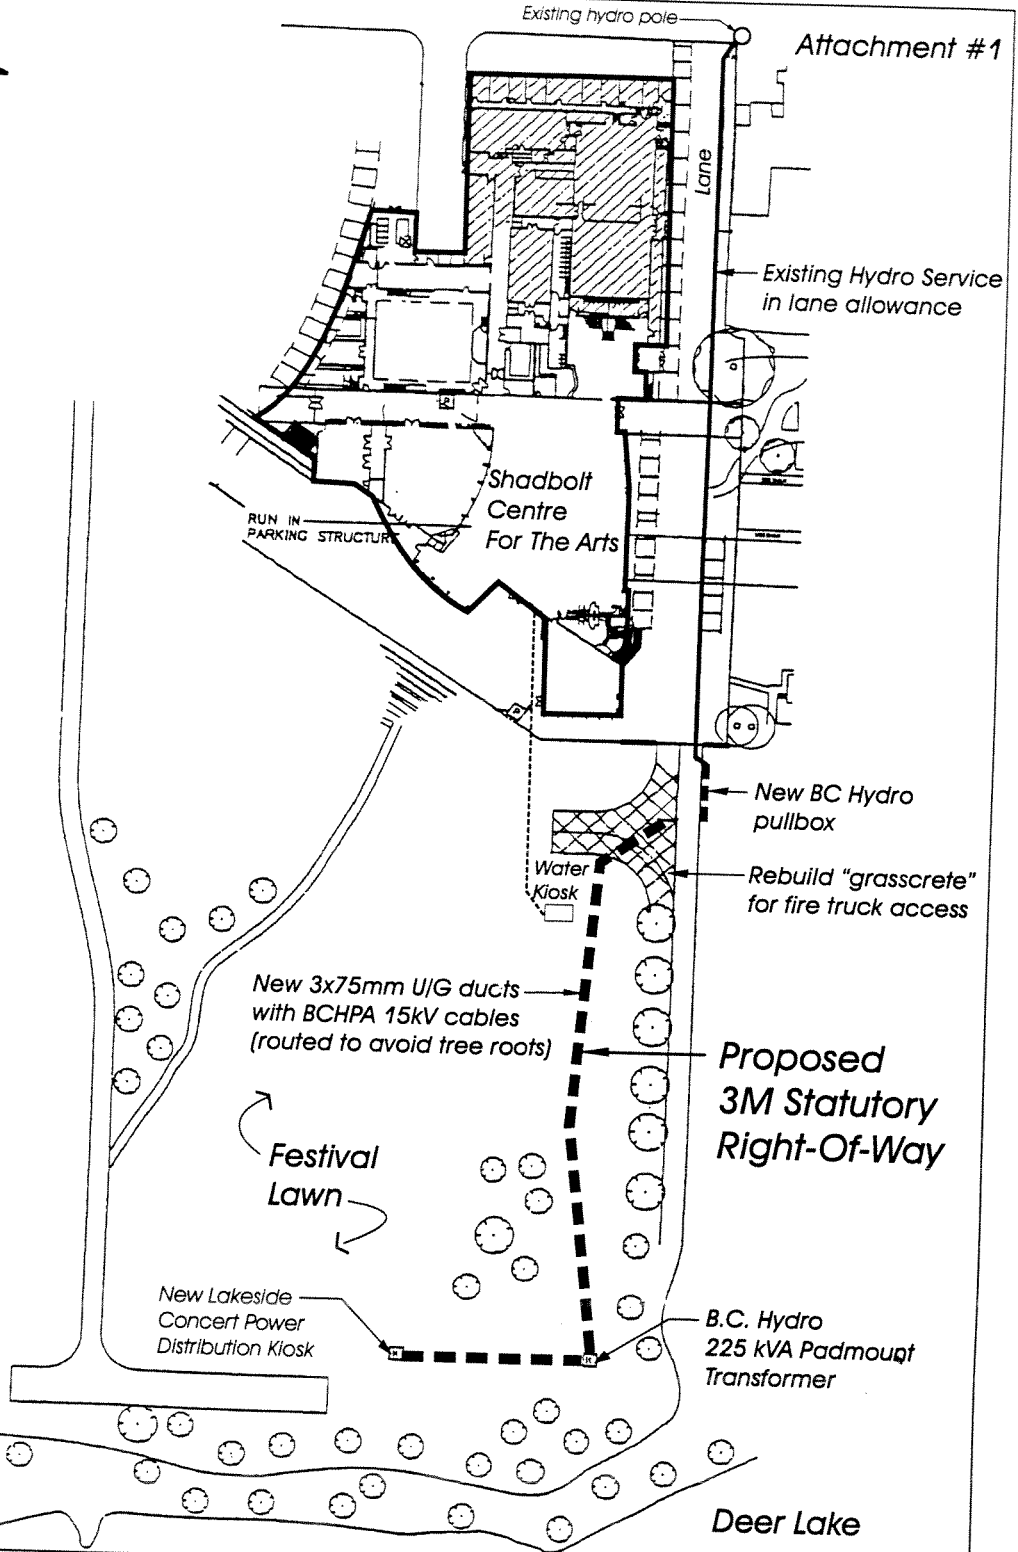 Existing hydro pole
Attachment #1
Lane
Existing Hydro Service
in lane allowance
Shadbolt
Centre
For The Arts
RUN IN
PARKING STRUCTURE
New BC Hydro
pullbox
Water
Kiosk
Rebuild "grasscrete"
for fire truck access
New 3x75mm U/G ducts
with BCHPA 15kV cables
(routed to avoid tree roots)
Proposed
3M Statutory
Right-Of-Way
Festival
Lawn
New Lakeside
Concert Power
Distribution Kiosk
B.C. Hydro
225 kVA Padmount
Transformer
Deer Lake